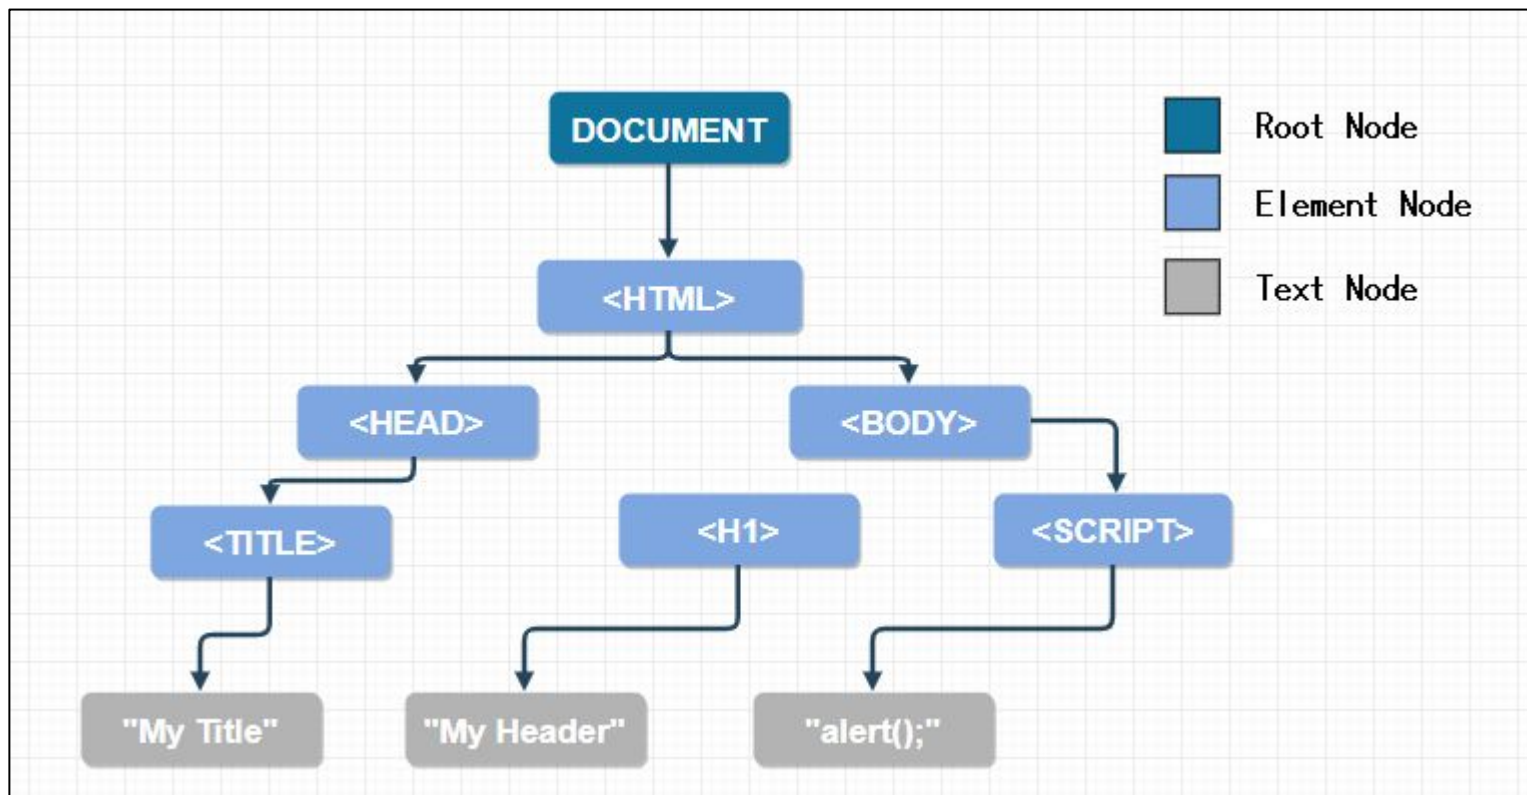 DOCUMENT
Root Node
Element Node
<HTML>
Text Node
<HEAD>
<BODY>
<TITLE>
<H1>
<SCRIPT>
"My Title"
"My Header"
"alert();"